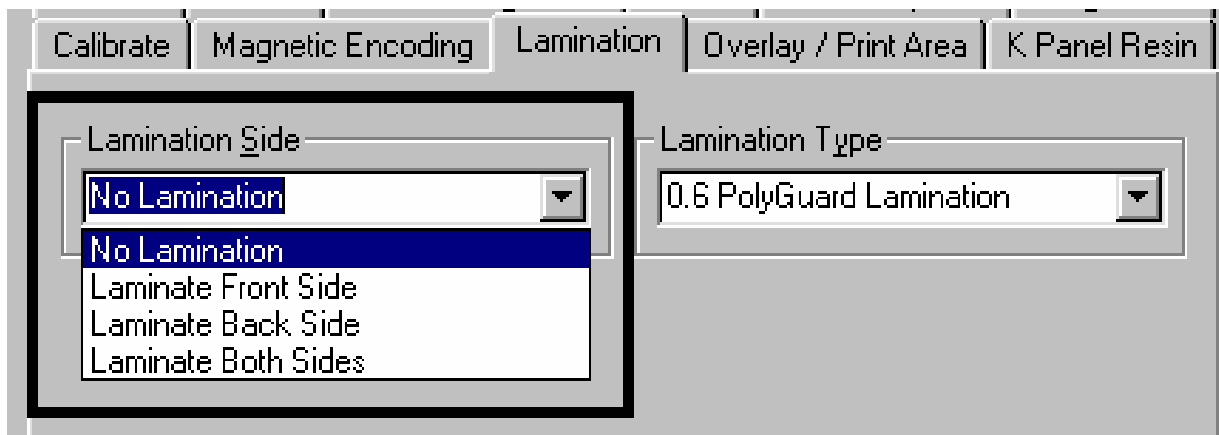 Calibrate Magnetic Encoding Lamination Overlay / Print Area K Panel Resin
Lamination Side Lamination Type
No Lamination 0.6 PolyGuard Lamination
No Lamination
Laminate Front Side
Laminate Back Side
Laminate Both Sides